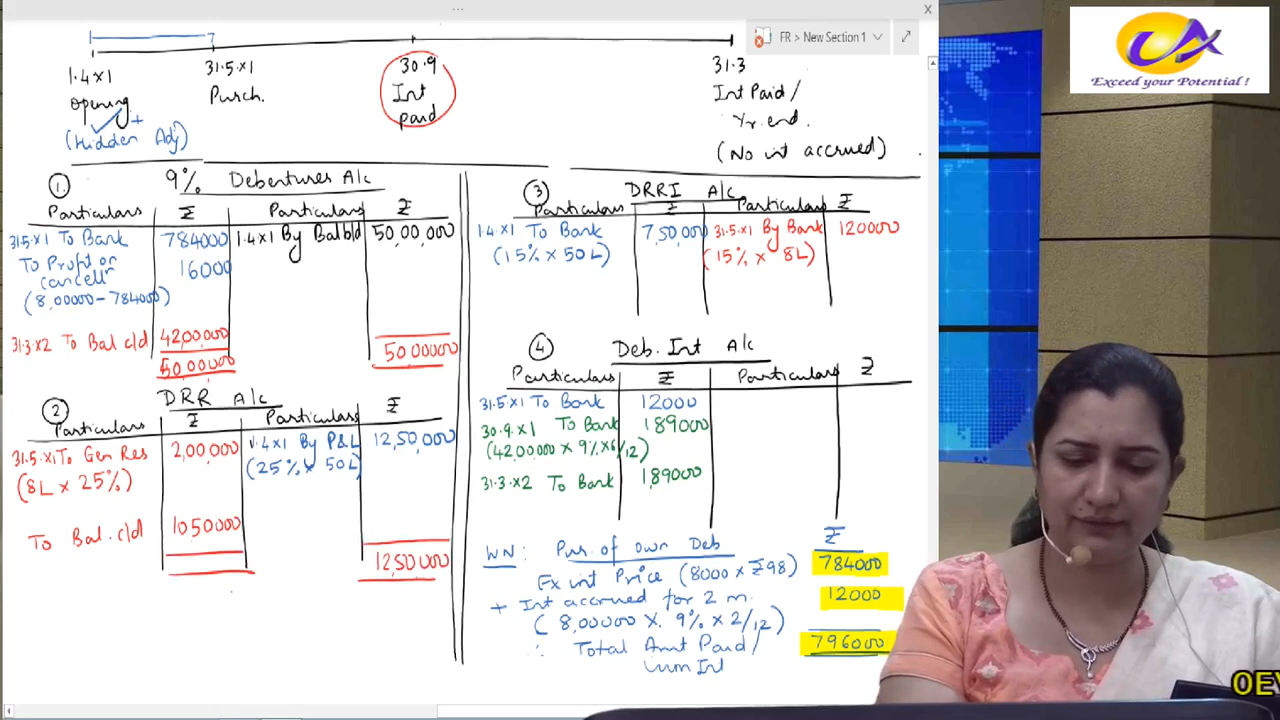 FR > New Section 1
Exceed your Potential !
1.4.x1
opening
(Hidden Adj)
31.5.x1
Purch.
30.9
Int
paid
31.3
Int Paid /
Yr. end.
(No int accrued)
1
9% Debentures A/c
Particulars ₹ Particulars ₹
31.5.x1 To Bank 784000 1.4.x1 By Bal b/d 50,00,000
To Profit on 16000
cancellⁿ
(8,00000 - 784000)
31.3.x2 To Bal c/d 4200,000
5000000 5000000
2
DRR A/c
Particulars ₹ Particulars ₹
31.5.x1 To Gen Res 2,00,000 1.4.x1 By P&L 12,50,000
(8L x 25%) (25% x 50L)
To Bal. c/d 1050000
1250000
3
DRRI A/c
Particulars ₹ Particulars ₹
1.4.x1 To Bank 7,50,000 31.5.x1 By Bank 120000
(15% x 50L) (15% x 8L)
4
Deb. Int A/c
Particulars ₹ Particulars ₹
31.5.x1 To Bank 12000
30.9.x1 To Bank 189000
(4200000 x 9% x 6/12)
31.3.x2 To Bank 1,89000
WN: Pur. of own Deb ₹
Ex int Price (8000 x ₹98) 784000
+ Int accrued for 2 m. 12000
( 8,00000 x 9% x 2/12)
∴ Total Amt Paid / 796000
Cum Int